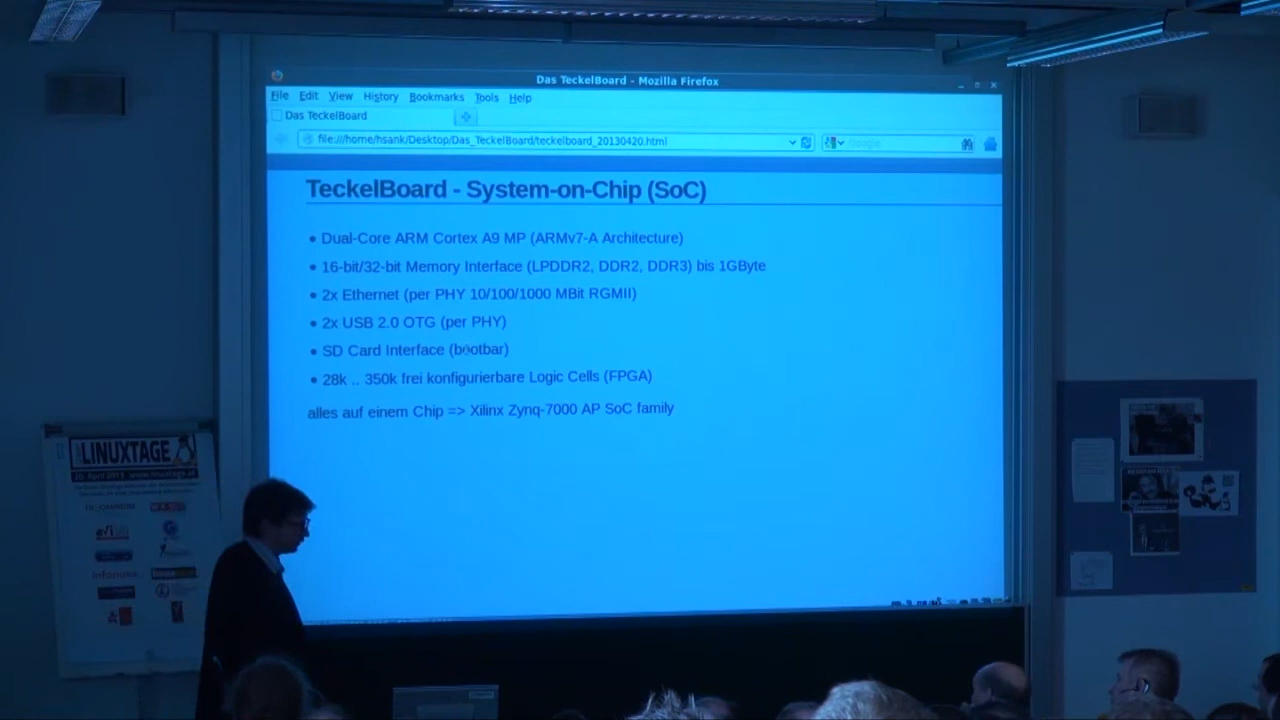 Das TeckelBoard - Mozilla Firefox
File Edit View History Bookmarks Tools Help
Das TeckelBoard
file:///home/hsank/Desktop/Das_TeckelBoard/teckelboard_20130420.html
Google
TeckelBoard - System-on-Chip (SoC)
• Dual-Core ARM Cortex A9 MP (ARMv7-A Architecture)
• 16-bit/32-bit Memory Interface (LPDDR2, DDR2, DDR3) bis 1GByte
• 2x Ethernet (per PHY 10/100/1000 MBit RGMII)
• 2x USB 2.0 OTG (per PHY)
• SD Card Interface (bootbar)
• 28k .. 350k frei konfigurierbare Logic Cells (FPGA)
alles auf einem Chip => Xilinx Zynq-7000 AP SoC family
LINUXTAGE